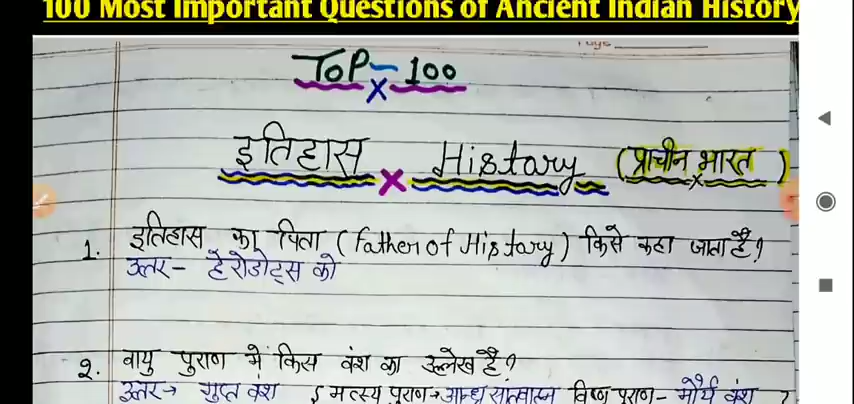 100 Most Important Questions of Ancient Indian History
Page
ToP - 100
इतिहास × History (प्राचीन भारत)
1. इतिहास का पिता (Father of History) किसे कहा जाता है?
उत्तर - हेरोडोट्स को
2. वायु पुराण में किस वंश का उल्लेख है?
उत्तर → गुप्त वंश मत्स्य पुराण → आन्ध्र सातवाहन विष्णु पुराण - मौर्य वंश